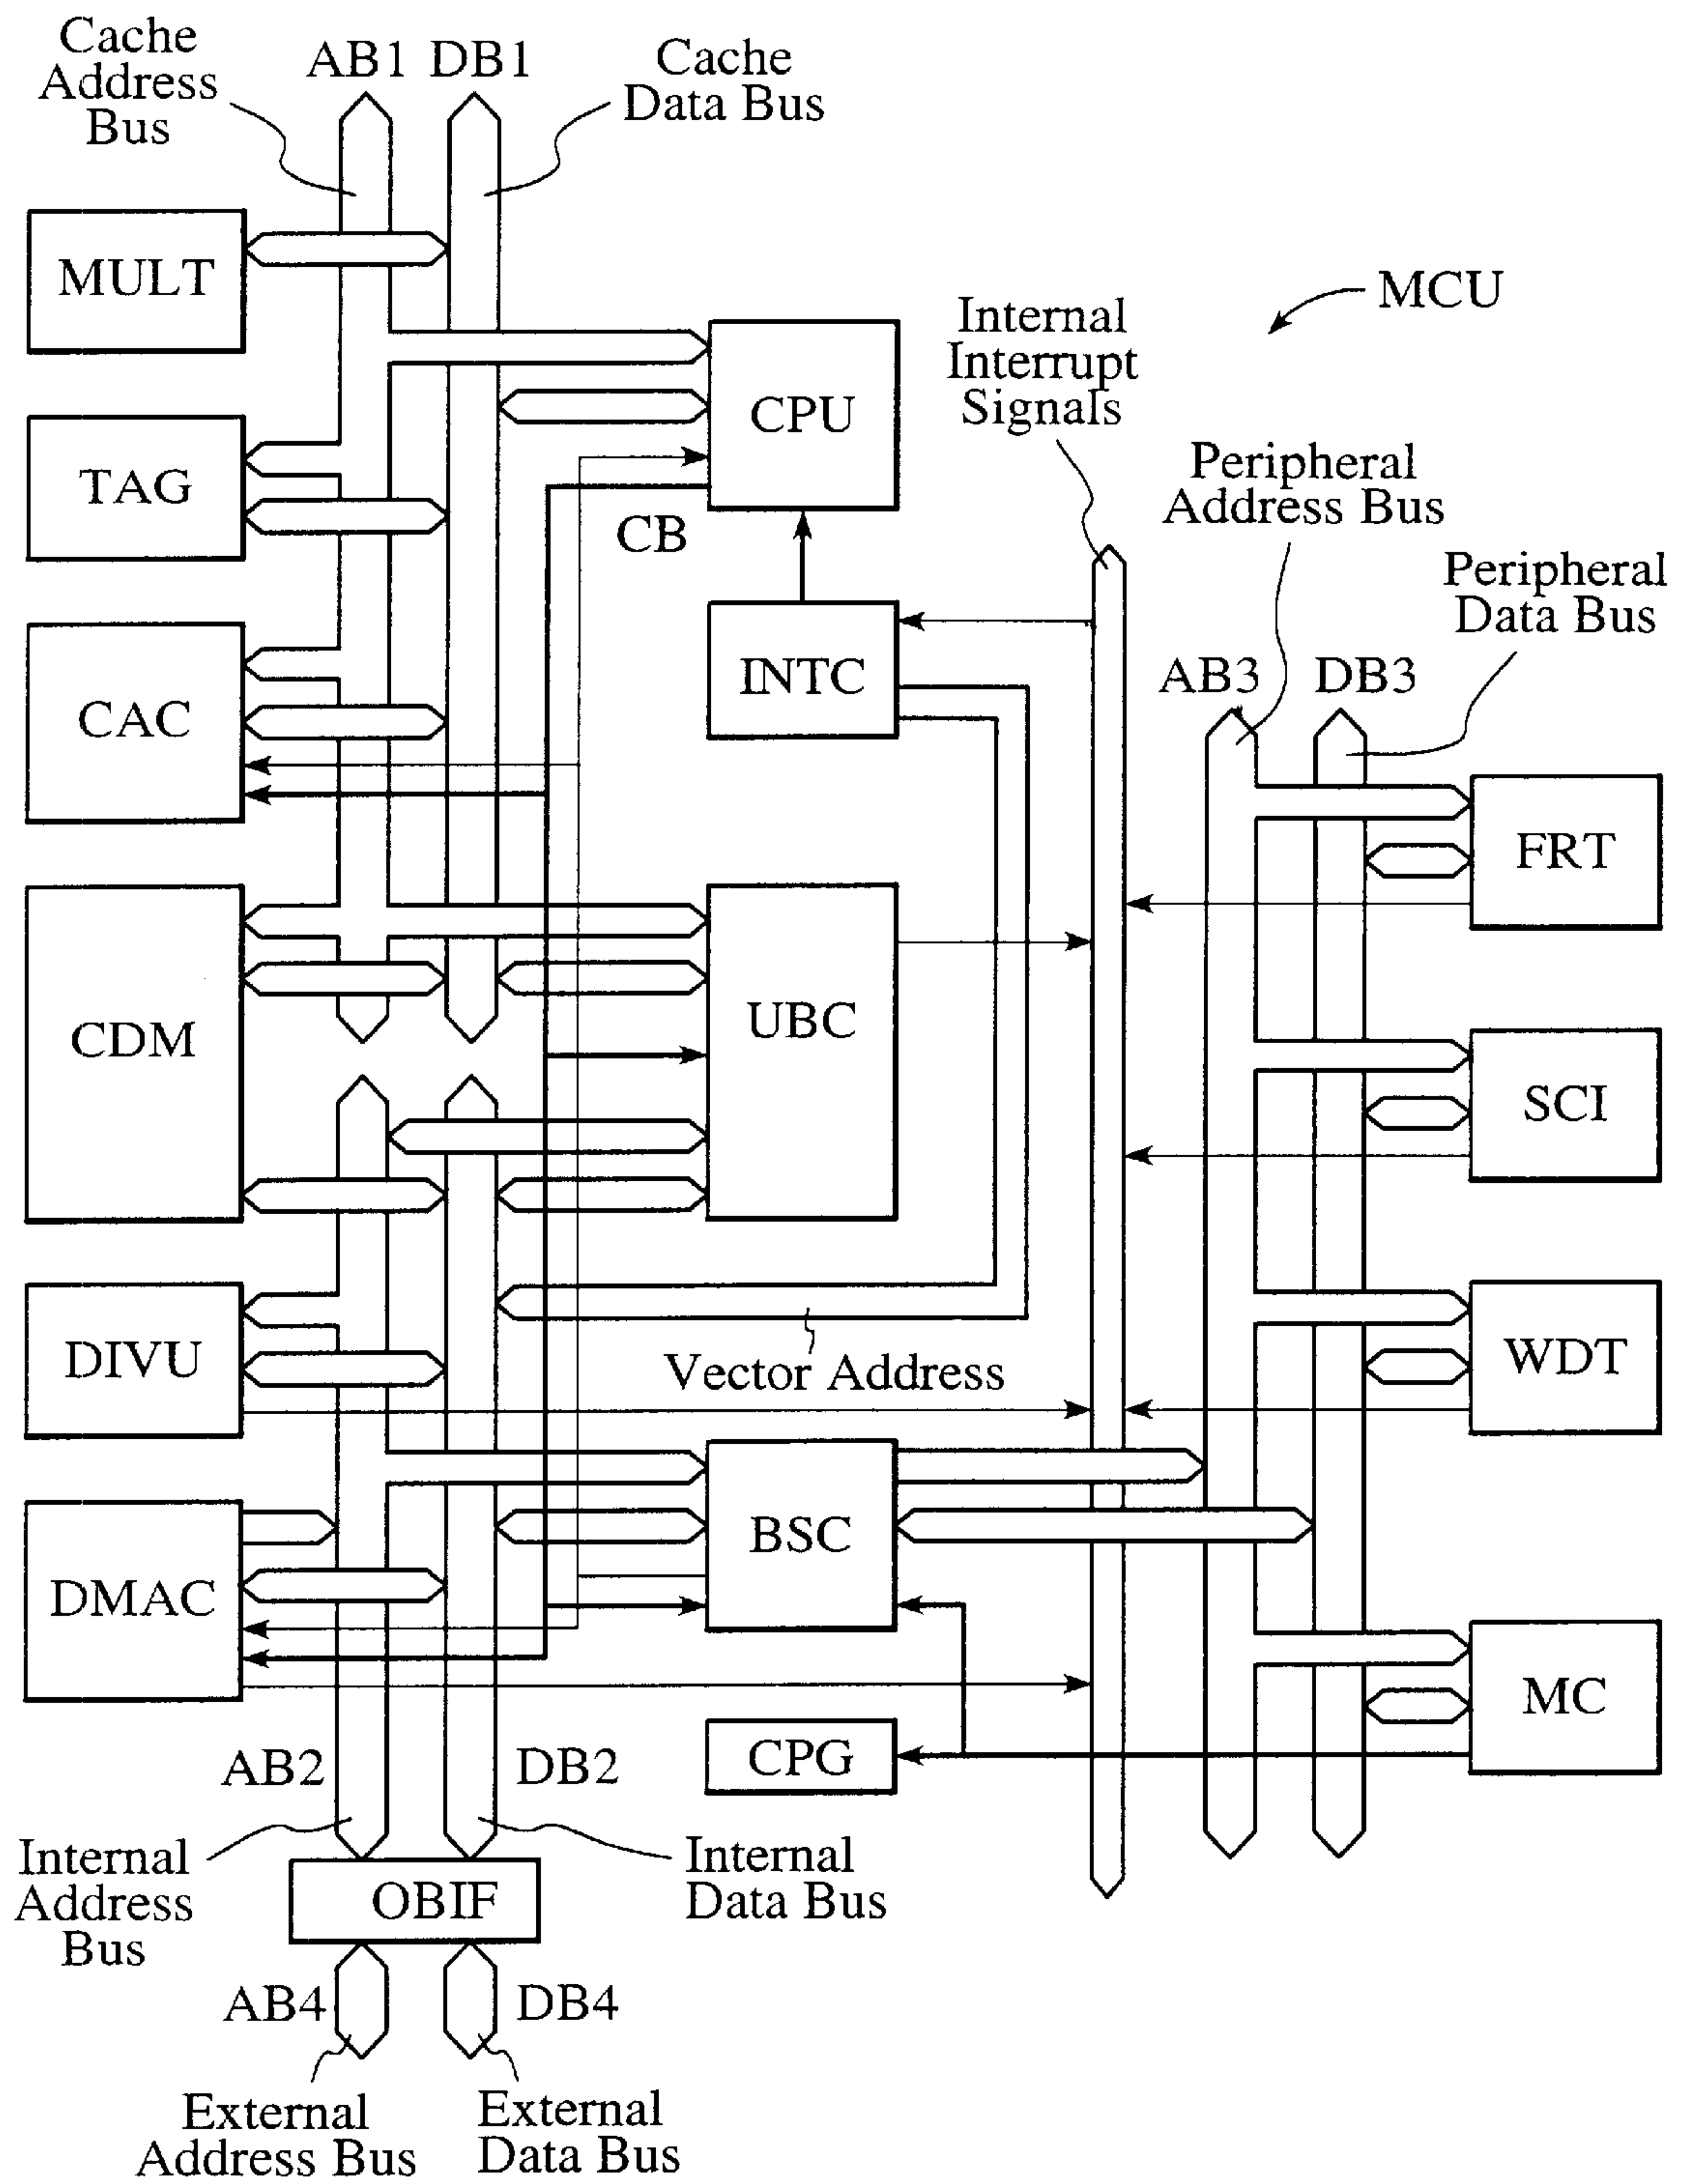 Cache
Address
Bus
AB1
DB1
Cache
Data Bus
MULT
MCU
Internal
Interrupt
Signals
CPU
TAG
CB
Peripheral
Address Bus
Peripheral
Data Bus
INTC
AB3
DB3
CAC
FRT
CDM
UBC
SCI
DIVU
Vector Address
WDT
BSC
DMAC
MC
CPG
AB2
DB2
Internal
Address
Bus
Internal
Data Bus
OBIF
AB4
DB4
External
Address Bus
External
Data Bus